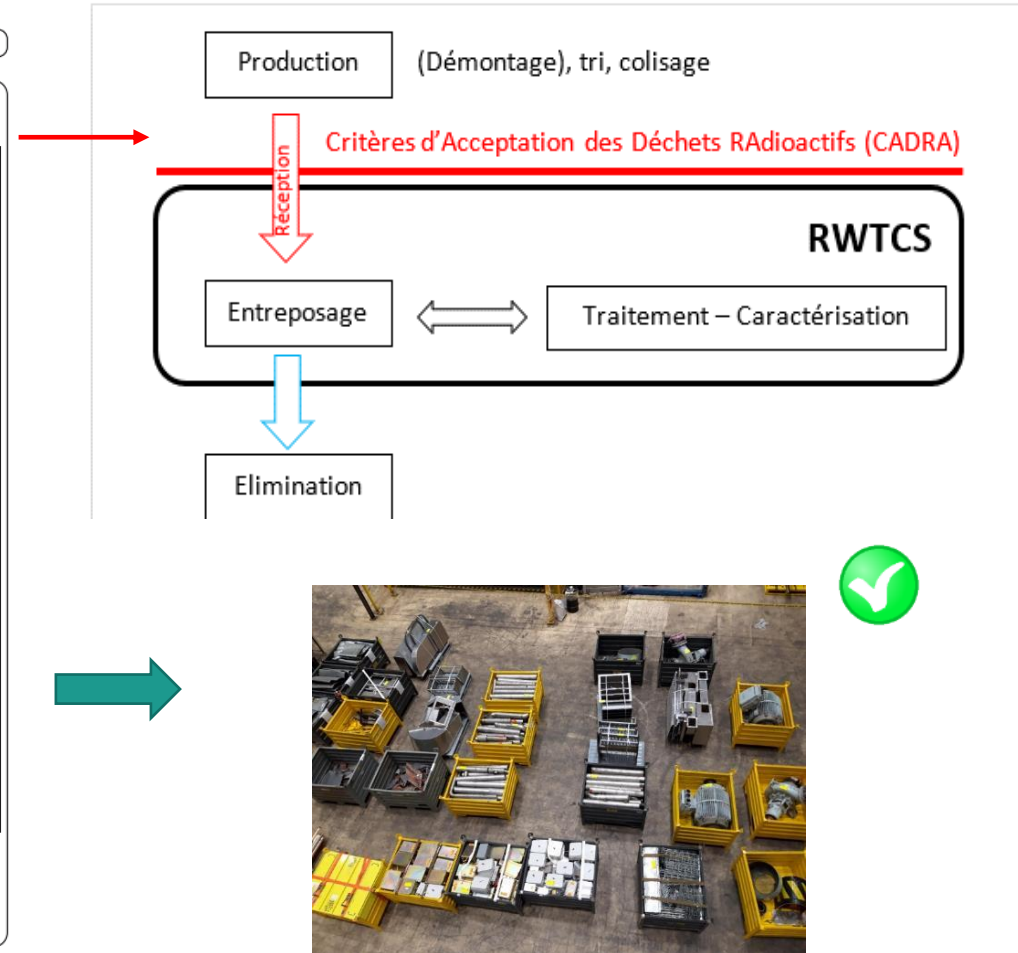 Production
(Démontage), tri, colisage
Critères d'Acceptation des Déchets RAdioactifs (CADRA)
Réception
RWTCS
Entreposage
Traitement – Caractérisation
Elimination